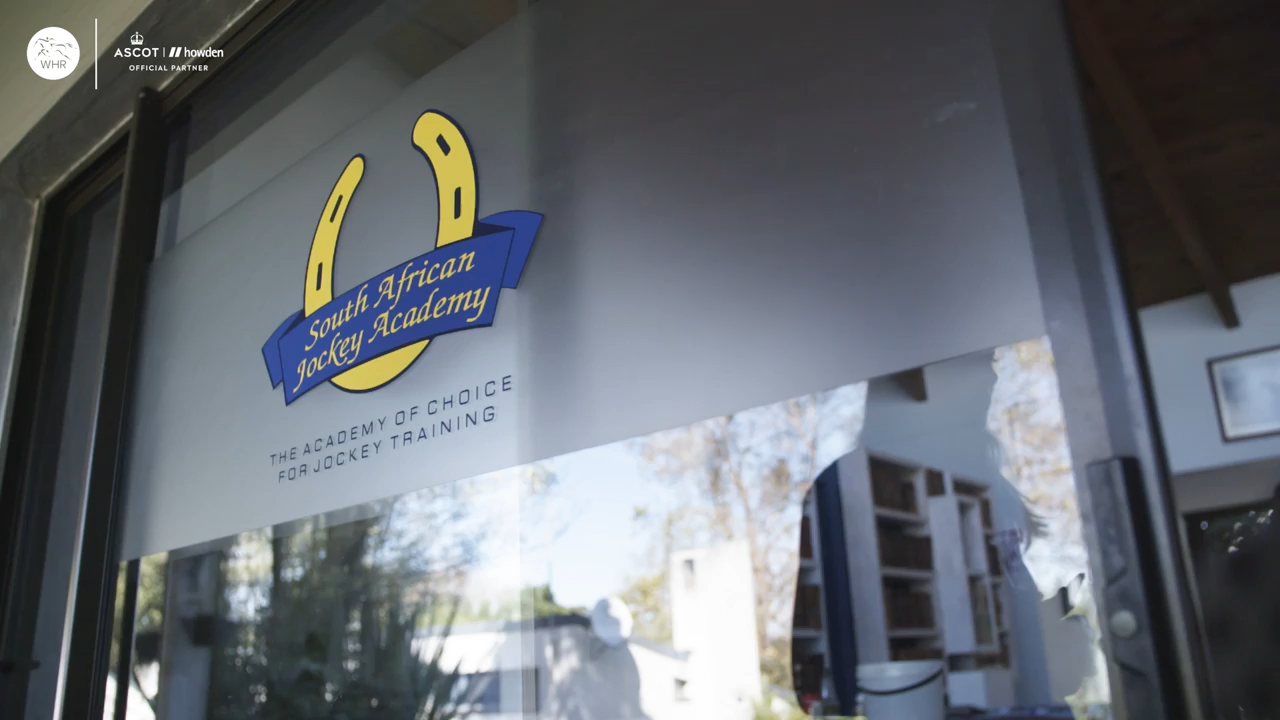 WHR
ASCOT | howden
OFFICIAL PARTNER
South African
Jockey Academy
THE ACADEMY OF CHOICE
FOR JOCKEY TRAINING